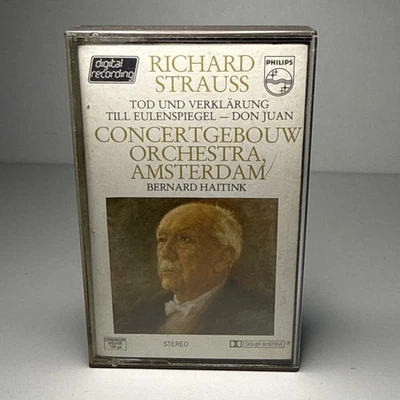 digital
recording
PHILIPS
RICHARD
STRAUSS
TOD UND VERKLÄRUNG
TILL EULENSPIEGEL – DON JUAN
CONCERTGEBOUW
ORCHESTRA,
AMSTERDAM/
BERNARD HAITINK
STEREO
DOLBY SYSTEM